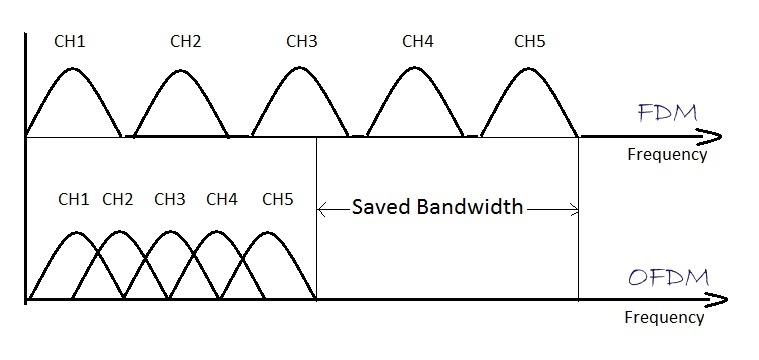 CH1 CH2 CH3 CH4 CH5
FDM
Frequency
CH1 CH2 CH3 CH4 CH5
Saved Bandwidth
OFDM
Frequency